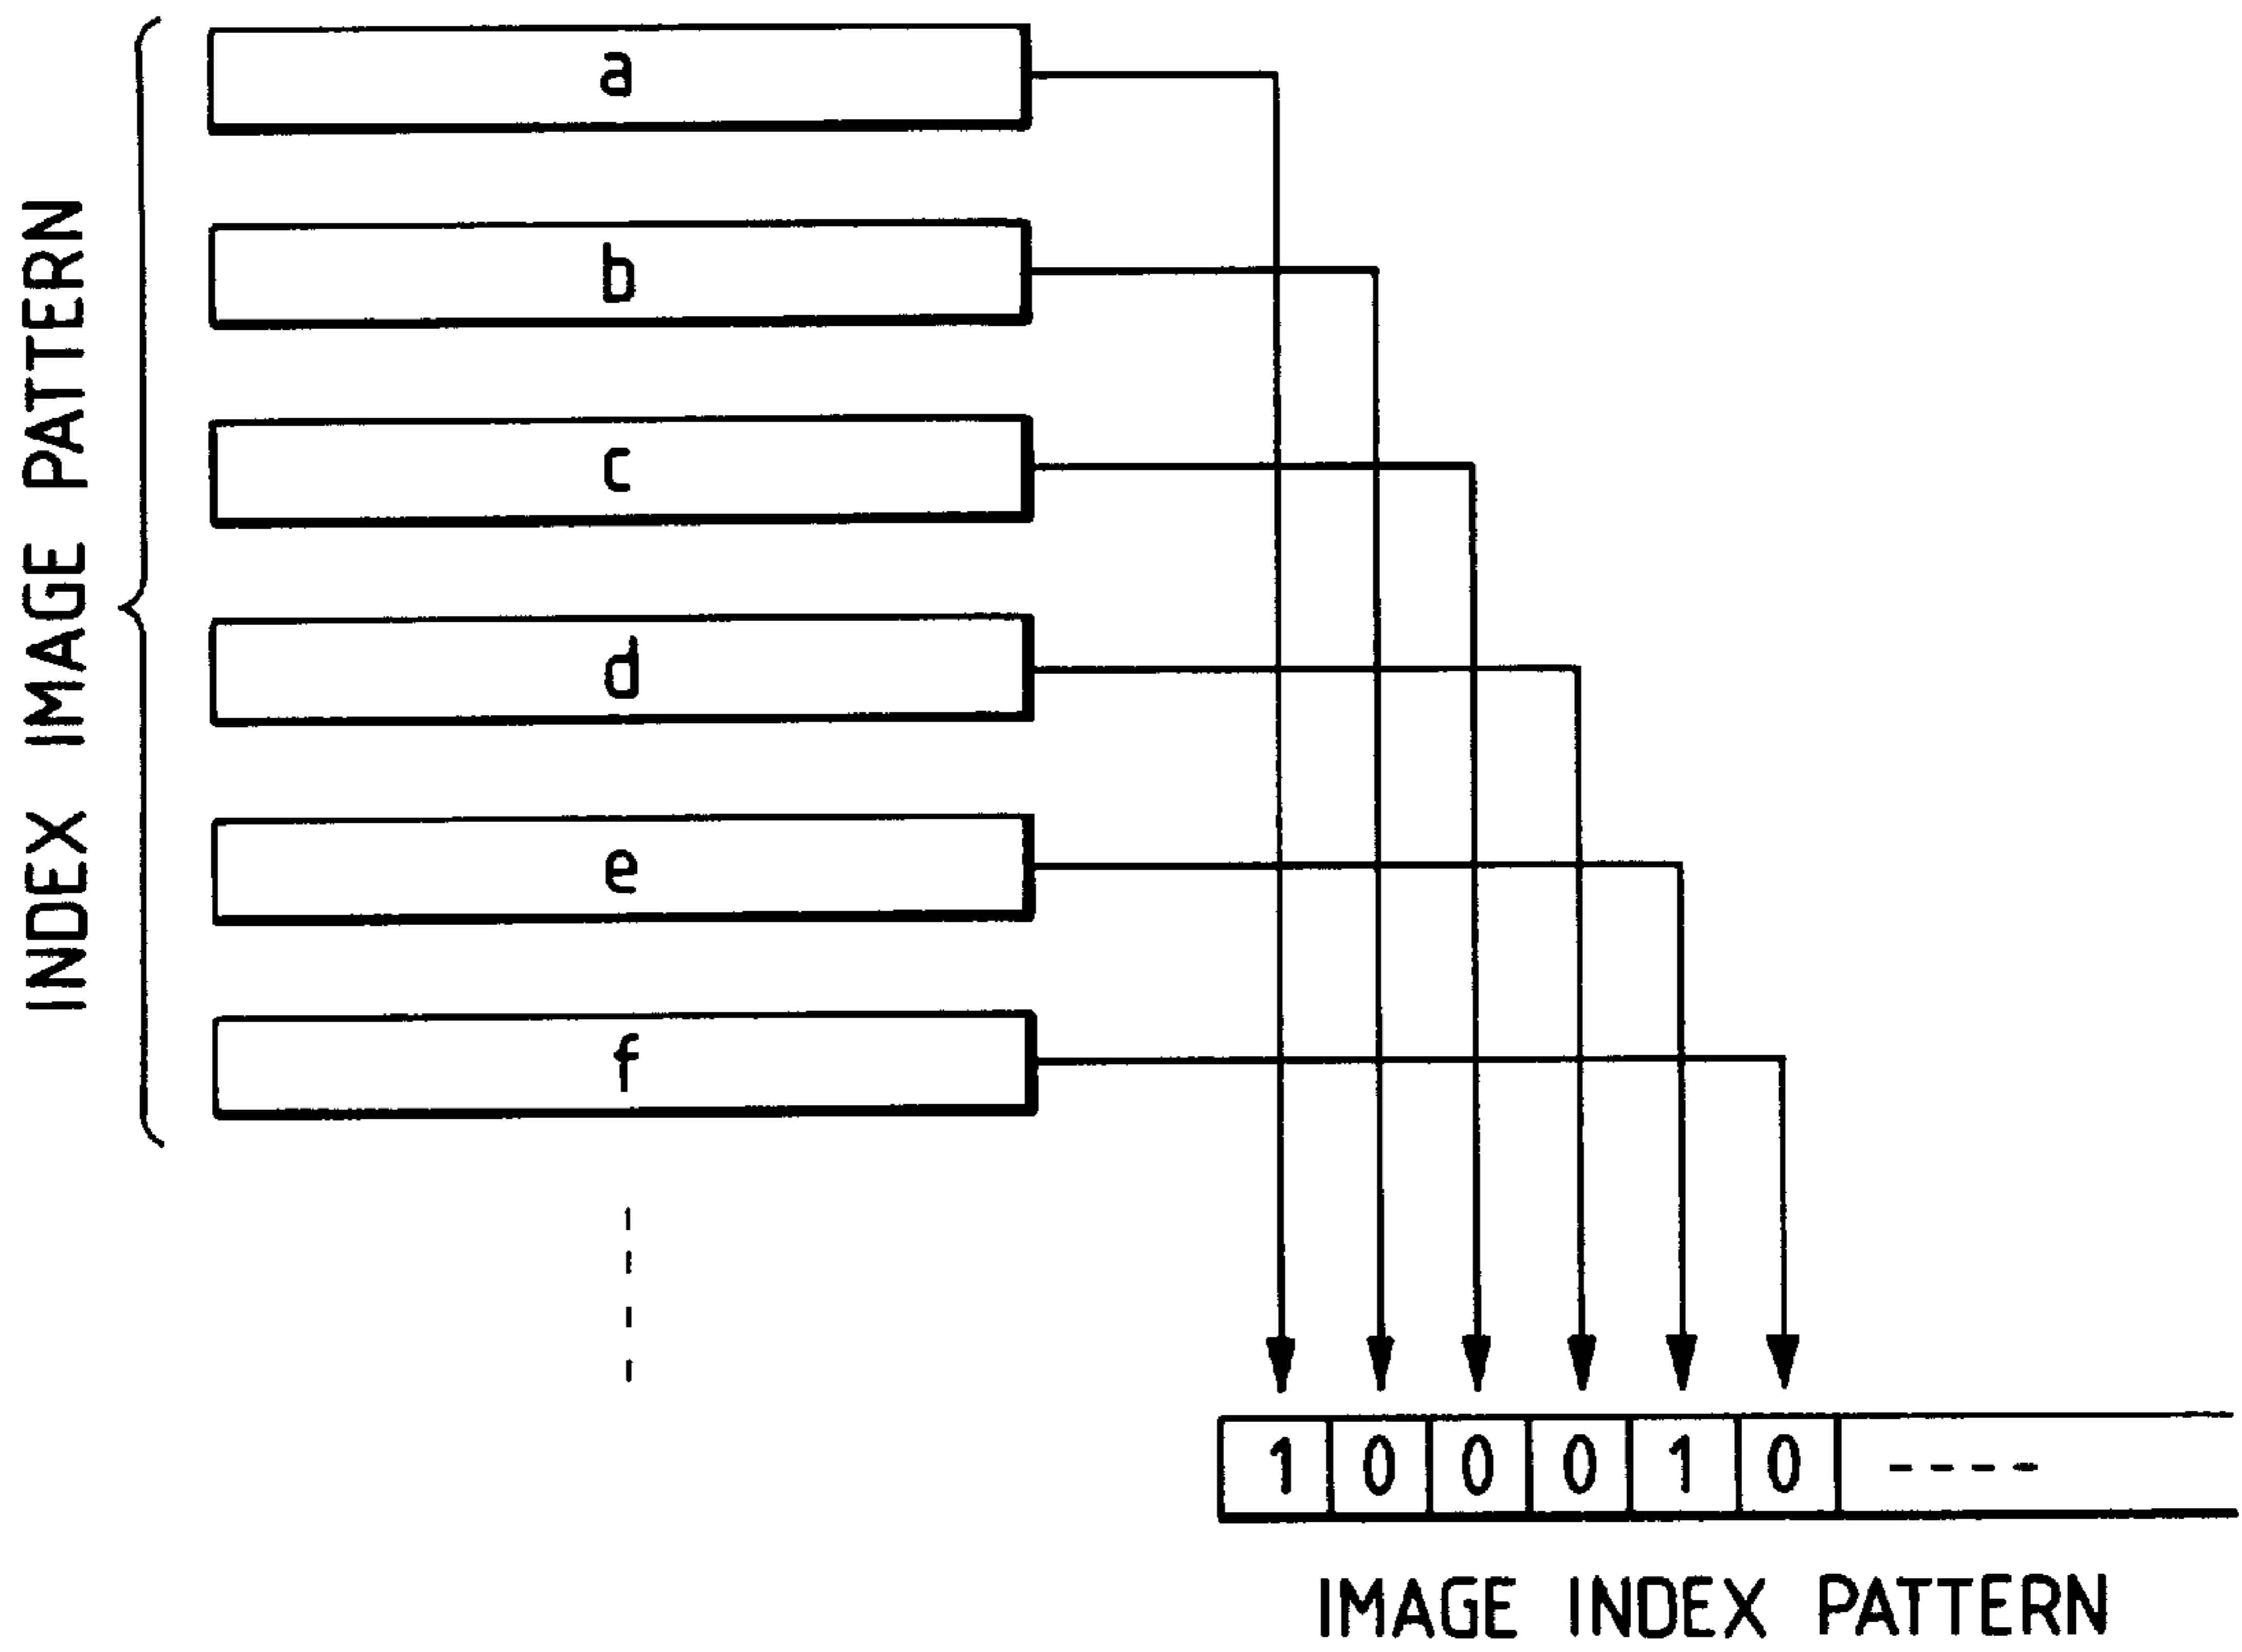 INDEX IMAGE PATTERN
a
b
c
d
e
f
1 0 0 0 1 0 ----
IMAGE INDEX PATTERN